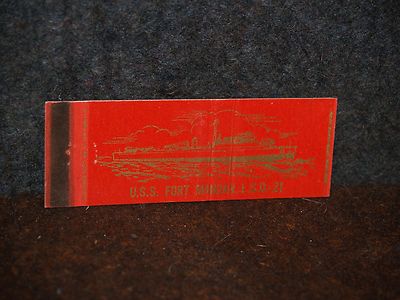 U.S.S. FORT MANDAN L.S.D.-21